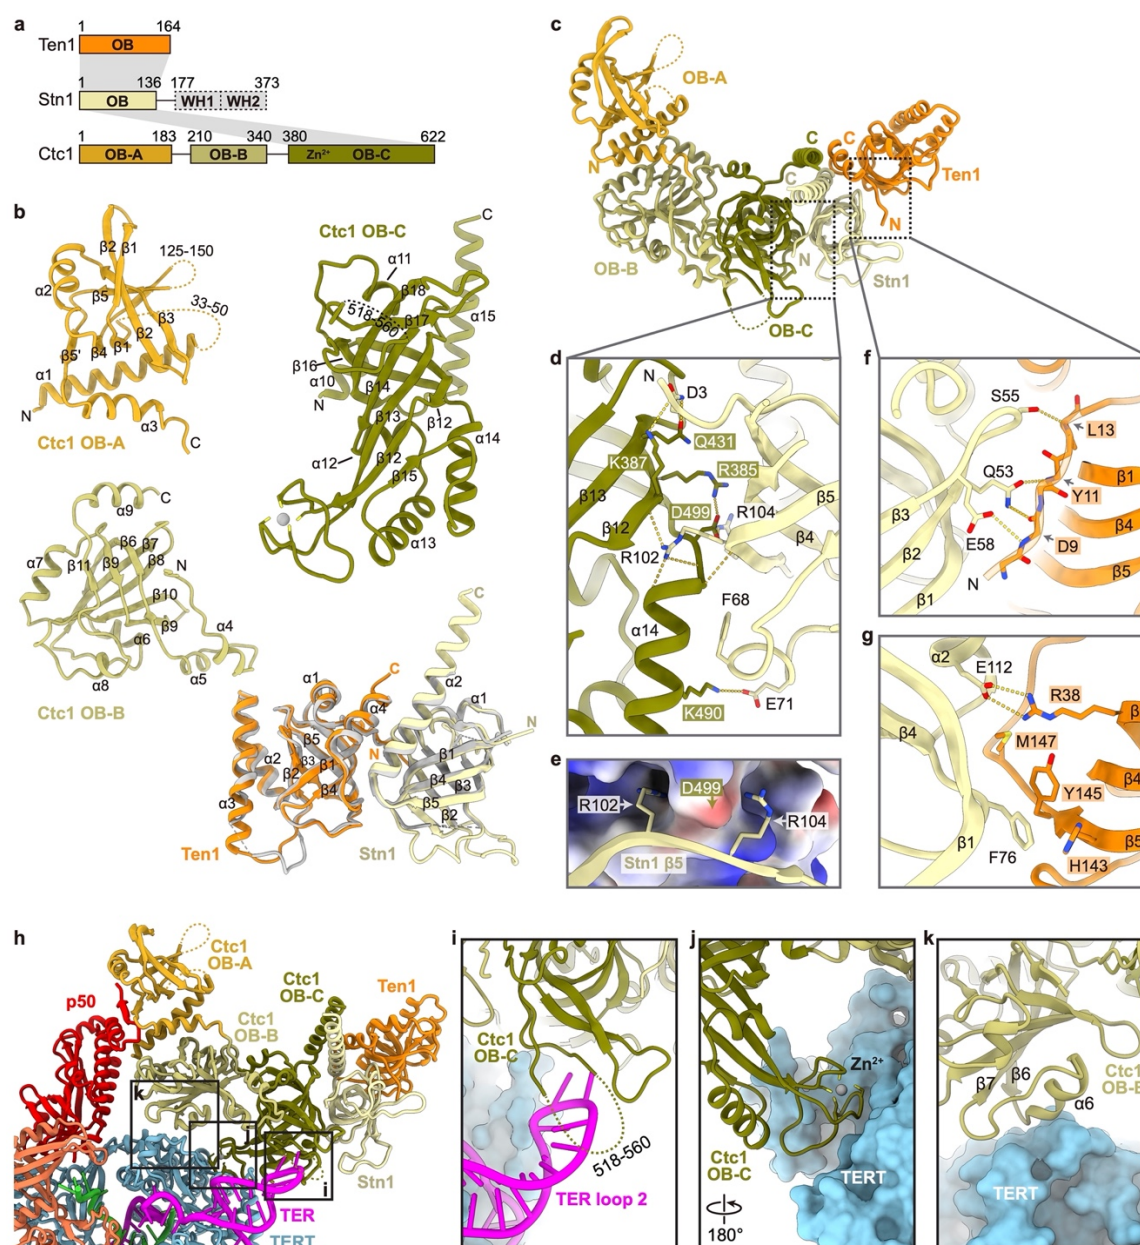 a
1 164
Ten1 OB
1 136 177 373
Stn1 OB WH1 WH2
1 183 210 340 380 622
Ctc1 OB-A OB-B Zn²⁺ OB-C
b
β2 β1
125-150
α2
β5
33-50
β3
β2
β5' β4 β1
α1
N
α3
C
Ctc1 OB-A
Ctc1 OB-C
C
α11
β18
518-560
β17
α15
β16
α10
β14
N
β13
β12
α14
α12
β12
β15
α13
α9
C
α7
β6
β7
β11
β9
β8
N
β10
β9
α6
α4
α5
α8
Ctc1 OB-B
C
α1
α2
C
α4
α1
N
β5
N
α2
β3
β1
β1
β2
β4
β3
β4
β5
α3
β2
Ten1
Stn1
c
OB-A
C
C
C
Ten1
N
N
OB-B
Stn1
OB-C
d
N
D3
Q431
K387
R385
β13
β5
D499
β12
R104
β4
R102
F68
α14
K490
E71
e
D499
R102
R104
Stn1 β5
f
S55
L13
Q53
β1
Y11
β3
β4
E58
β2
D9
β5
N
β1
g
α2
E112
R38
β4
M147
β4
Y145
β1
β5
F76
H143
h
Ctc1
OB-A
Ctc1
OB-C
Ten1
p50
Ctc1
OB-B
k
j
i
Stn1
TER
TERT
i
Ctc1
OB-C
518-560
TER loop 2
j
Zn²⁺
Ctc1
OB-C
TERT
180°
k
Ctc1
OB-B
β7
β6
α6
TERT